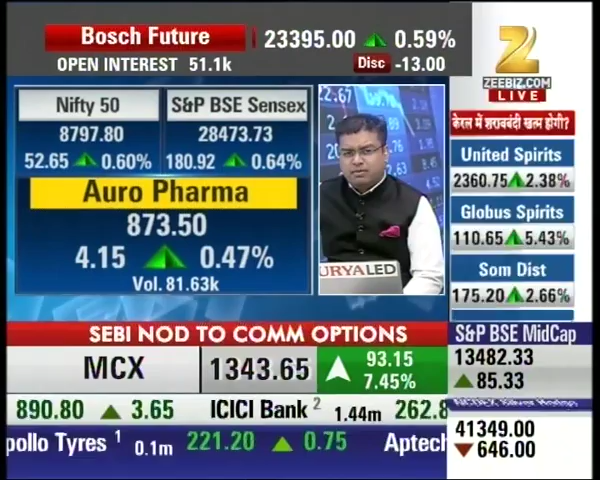 Bosch Future
23395.00 0.59%
OPEN INTEREST 51.1k
Disc -13.00
Z
ZEEBIZ.COM
LIVE
Nifty 50
8797.80
52.65 0.60%
S&P BSE Sensex
28473.73
180.92 0.64%
Auro Pharma
873.50
4.15 0.47%
Vol. 81.63k
22.67
URYALED
केरल में शराबबंदी खत्म होगी?
United Spirits
2360.75 2.38%
Globus Spirits
110.65 5.43%
Som Dist
175.20 2.66%
SEBI NOD TO COMM OPTIONS
MCX
1343.65
93.15
7.45%
S&P BSE MidCap
13482.33
85.33
41349.00
646.00
890.80 3.65 ICICI Bank 2 1.44m 262.8
pollo Tyres 1 0.1m 221.20 0.75 Aptech